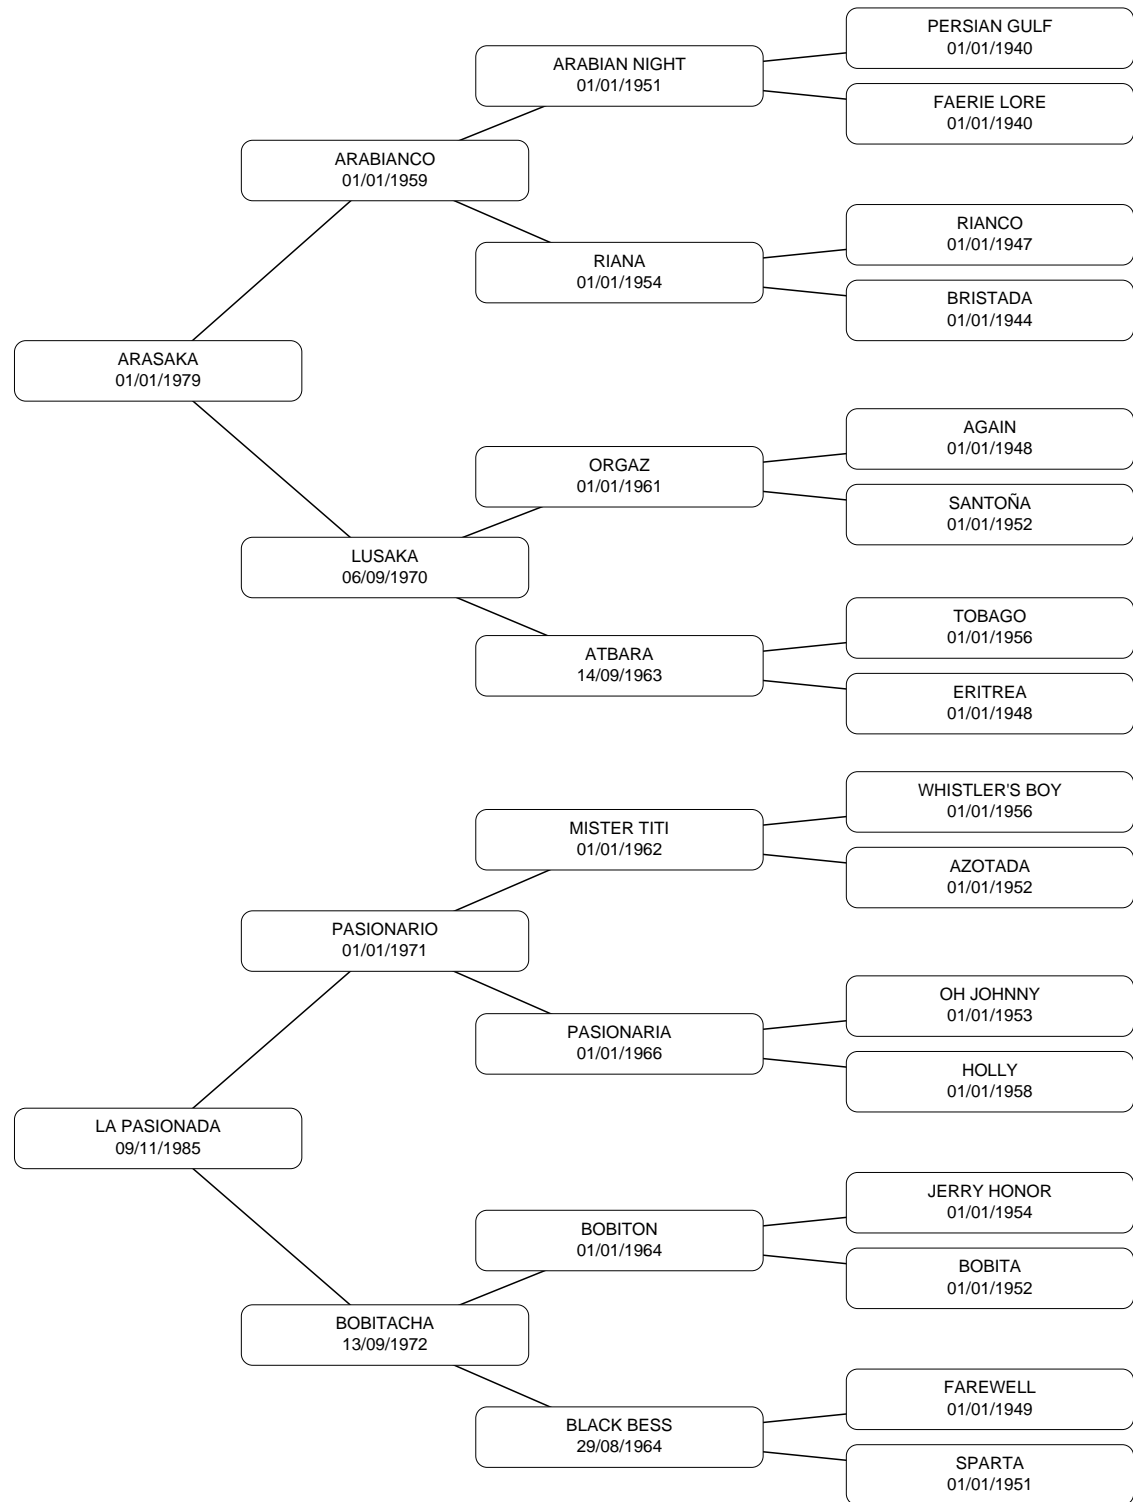 PERSIAN GULF
01/01/1940
ARABIAN NIGHT
01/01/1951
FAERIE LORE
01/01/1940
ARABIANCO
01/01/1959
RIANCO
01/01/1947
RIANA
01/01/1954
BRISTADA
01/01/1944
ARASAKA
01/01/1979
AGAIN
01/01/1948
ORGAZ
01/01/1961
SANTOÑA
01/01/1952
LUSAKA
06/09/1970
TOBAGO
01/01/1956
ATBARA
14/09/1963
ERITREA
01/01/1948
WHISTLER'S BOY
01/01/1956
MISTER TITI
01/01/1962
AZOTADA
01/01/1952
PASIONARIO
01/01/1971
OH JOHNNY
01/01/1953
PASIONARIA
01/01/1966
HOLLY
01/01/1958
LA PASIONADA
09/11/1985
JERRY HONOR
01/01/1954
BOBITON
01/01/1964
BOBITA
01/01/1952
BOBITACHA
13/09/1972
FAREWELL
01/01/1949
BLACK BESS
29/08/1964
SPARTA
01/01/1951